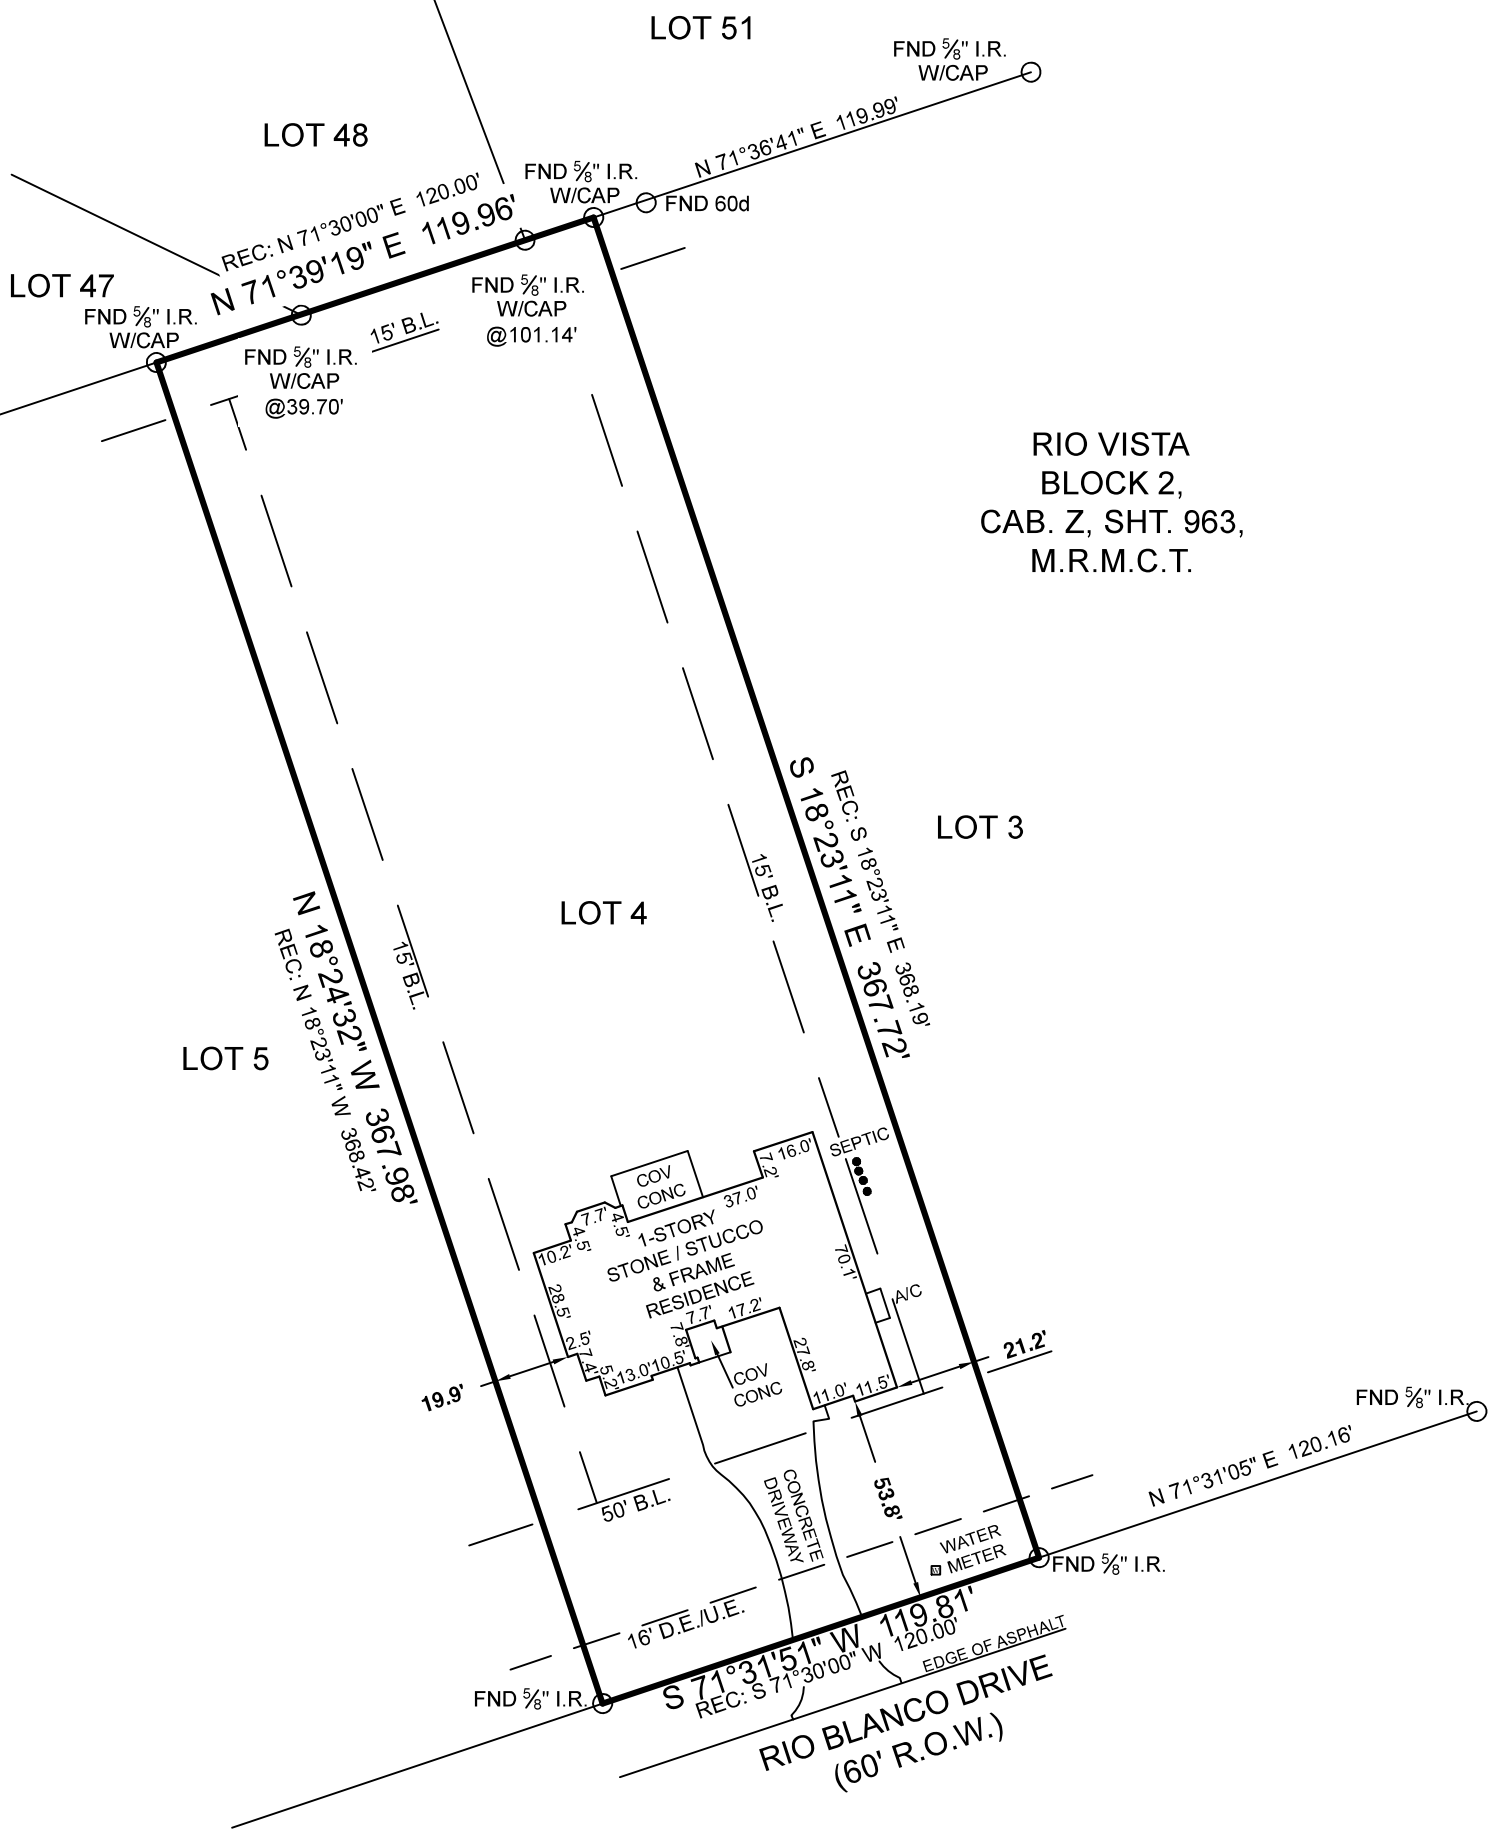 LOT 51
FND 5/8" I.R.
W/CAP
N 71°36'41" E 119.99'
LOT 48
FND 5/8" I.R.
W/CAP
FND 60d
REC: N 71°30'00" E 120.00'
N 71°39'19" E 119.96'
LOT 47
FND 5/8" I.R.
W/CAP
FND 5/8" I.R.
W/CAP
@101.14'
15' B.L.
FND 5/8" I.R.
W/CAP
@39.70'
RIO VISTA
BLOCK 2,
CAB. Z, SHT. 963,
M.R.M.C.T.
S 18°23'11" E 367.72'
REC: S 18°23'11" E 368.19'
LOT 3
15' B.L.
LOT 4
N 18°24'32" W 367.98'
REC: N 18°23'11" W 368.42'
15' B.L.
LOT 5
SEPTIC
16.0'
7.2'
COV
CONC
37.0'
7.7'
4.5'
4.5'
10.2'
1-STORY
STONE / STUCCO
& FRAME
RESIDENCE
70.1'
28.5'
A/C
7.7'
17.2'
7.8'
2.5'
7.4'
5.2'
13.0'
10.5'
27.8'
COV
CONC
11.0'
11.5'
21.2'
19.9'
FND 5/8" I.R.
N 71°31'05" E 120.16'
53.8'
CONCRETE
DRIVEWAY
50' B.L.
WATER
METER
W
FND 5/8" I.R.
16' D.E./U.E.
FND 5/8" I.R.
S 71°31'51" W 119.81'
REC: S 71°30'00" W 120.00'
EDGE OF ASPHALT
RIO BLANCO DRIVE
(60' R.O.W.)